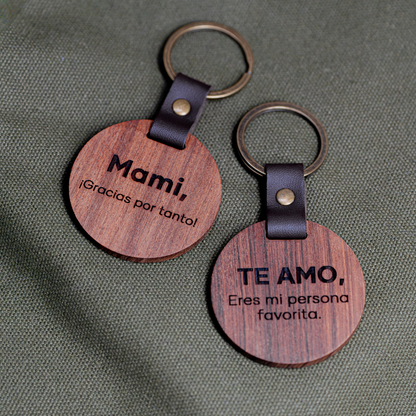 Mami,
¡Gracias por tanto!
TE AMO,
Eres mi persona
favorita.